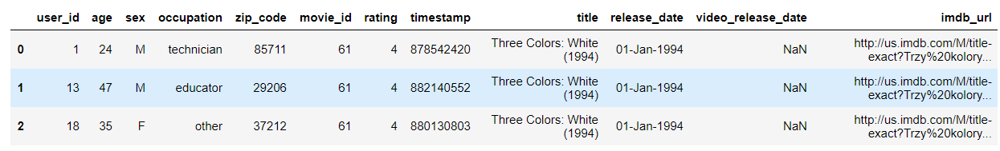 user_id age sex occupation zip_code movie_id rating timestamp title release_date video_release_date imdb_url
0 1 24 M technician 85711 61 4 878542420 Three Colors: White (1994) 01-Jan-1994 NaN http://us.imdb.com/M/title-exact?Trzy%20kolory...
1 13 47 M educator 29206 61 4 882140552 Three Colors: White (1994) 01-Jan-1994 NaN http://us.imdb.com/M/title-exact?Trzy%20kolory...
2 18 35 F other 37212 61 4 880130803 Three Colors: White (1994) 01-Jan-1994 NaN http://us.imdb.com/M/title-exact?Trzy%20kolory...